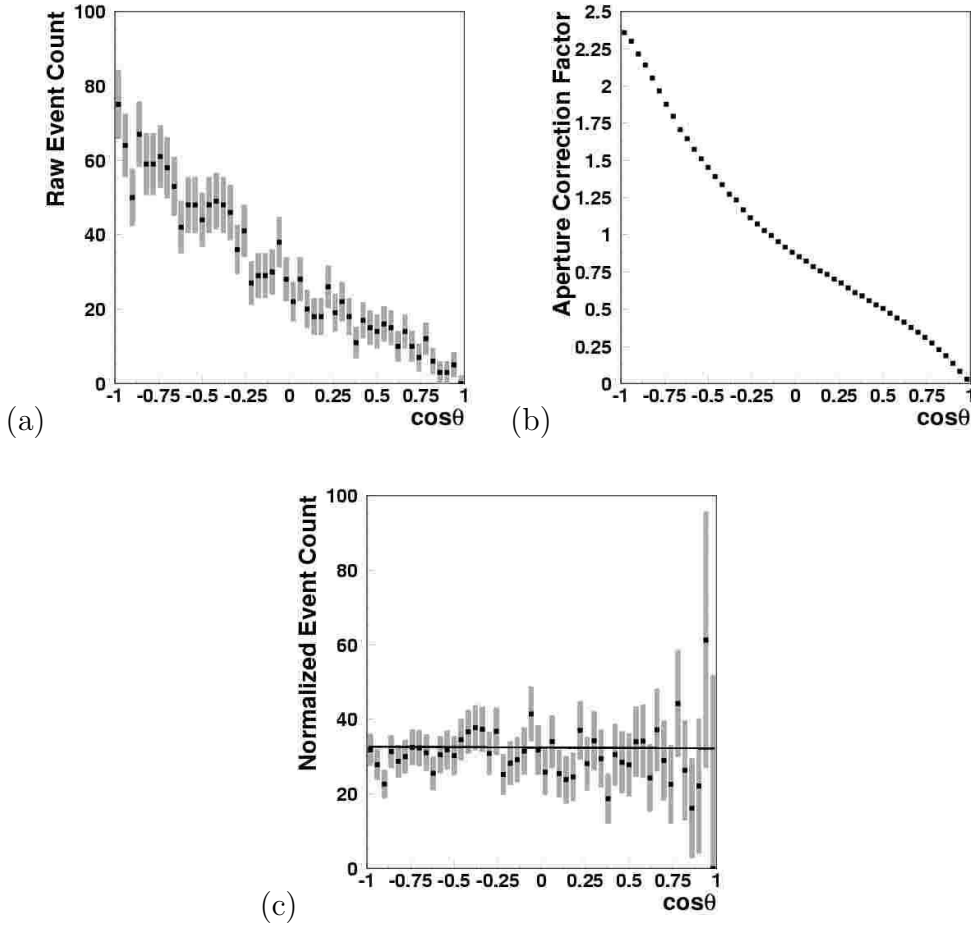 Raw Event Count
100
80
60
40
20
0
-1 -0.75 -0.5 -0.25 0 0.25 0.5 0.75 1
cosθ
(a)
Aperture Correction Factor
2.5
2.25
2
1.75
1.5
1.25
1
0.75
0.5
0.25
0
-1 -0.75 -0.5 -0.25 0 0.25 0.5 0.75 1
cosθ
(b)
Normalized Event Count
100
80
60
40
20
0
-1 -0.75 -0.5 -0.25 0 0.25 0.5 0.75 1
cosθ
(c)